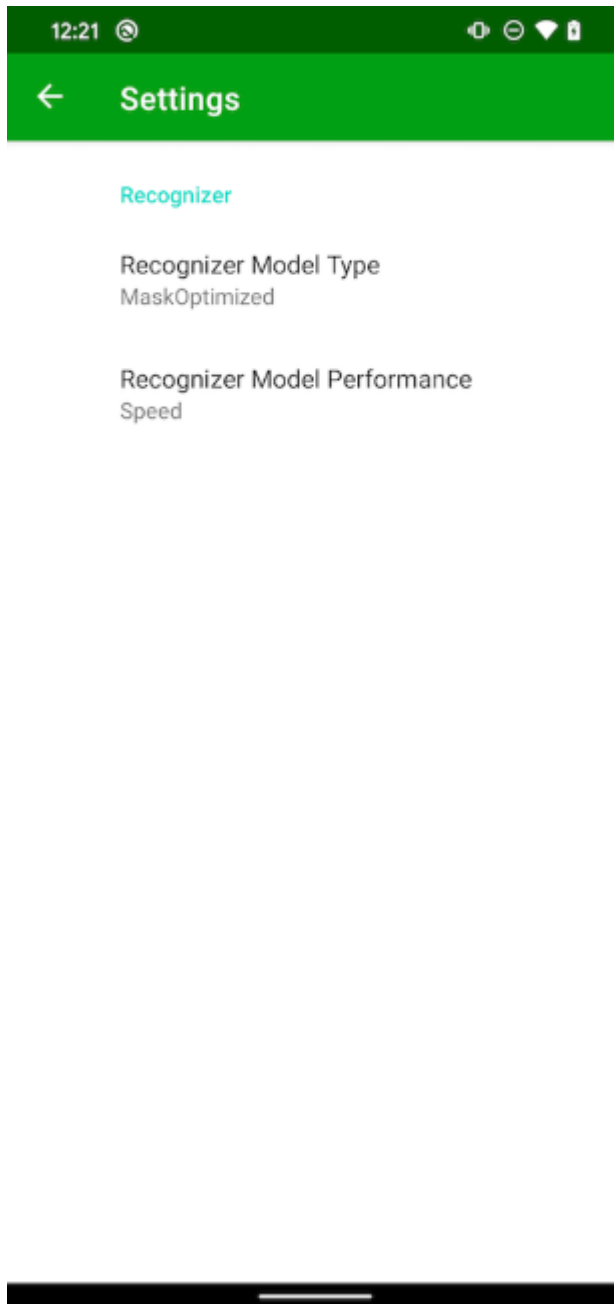 12:21
Settings
Recognizer
Recognizer Model Type
MaskOptimized
Recognizer Model Performance
Speed